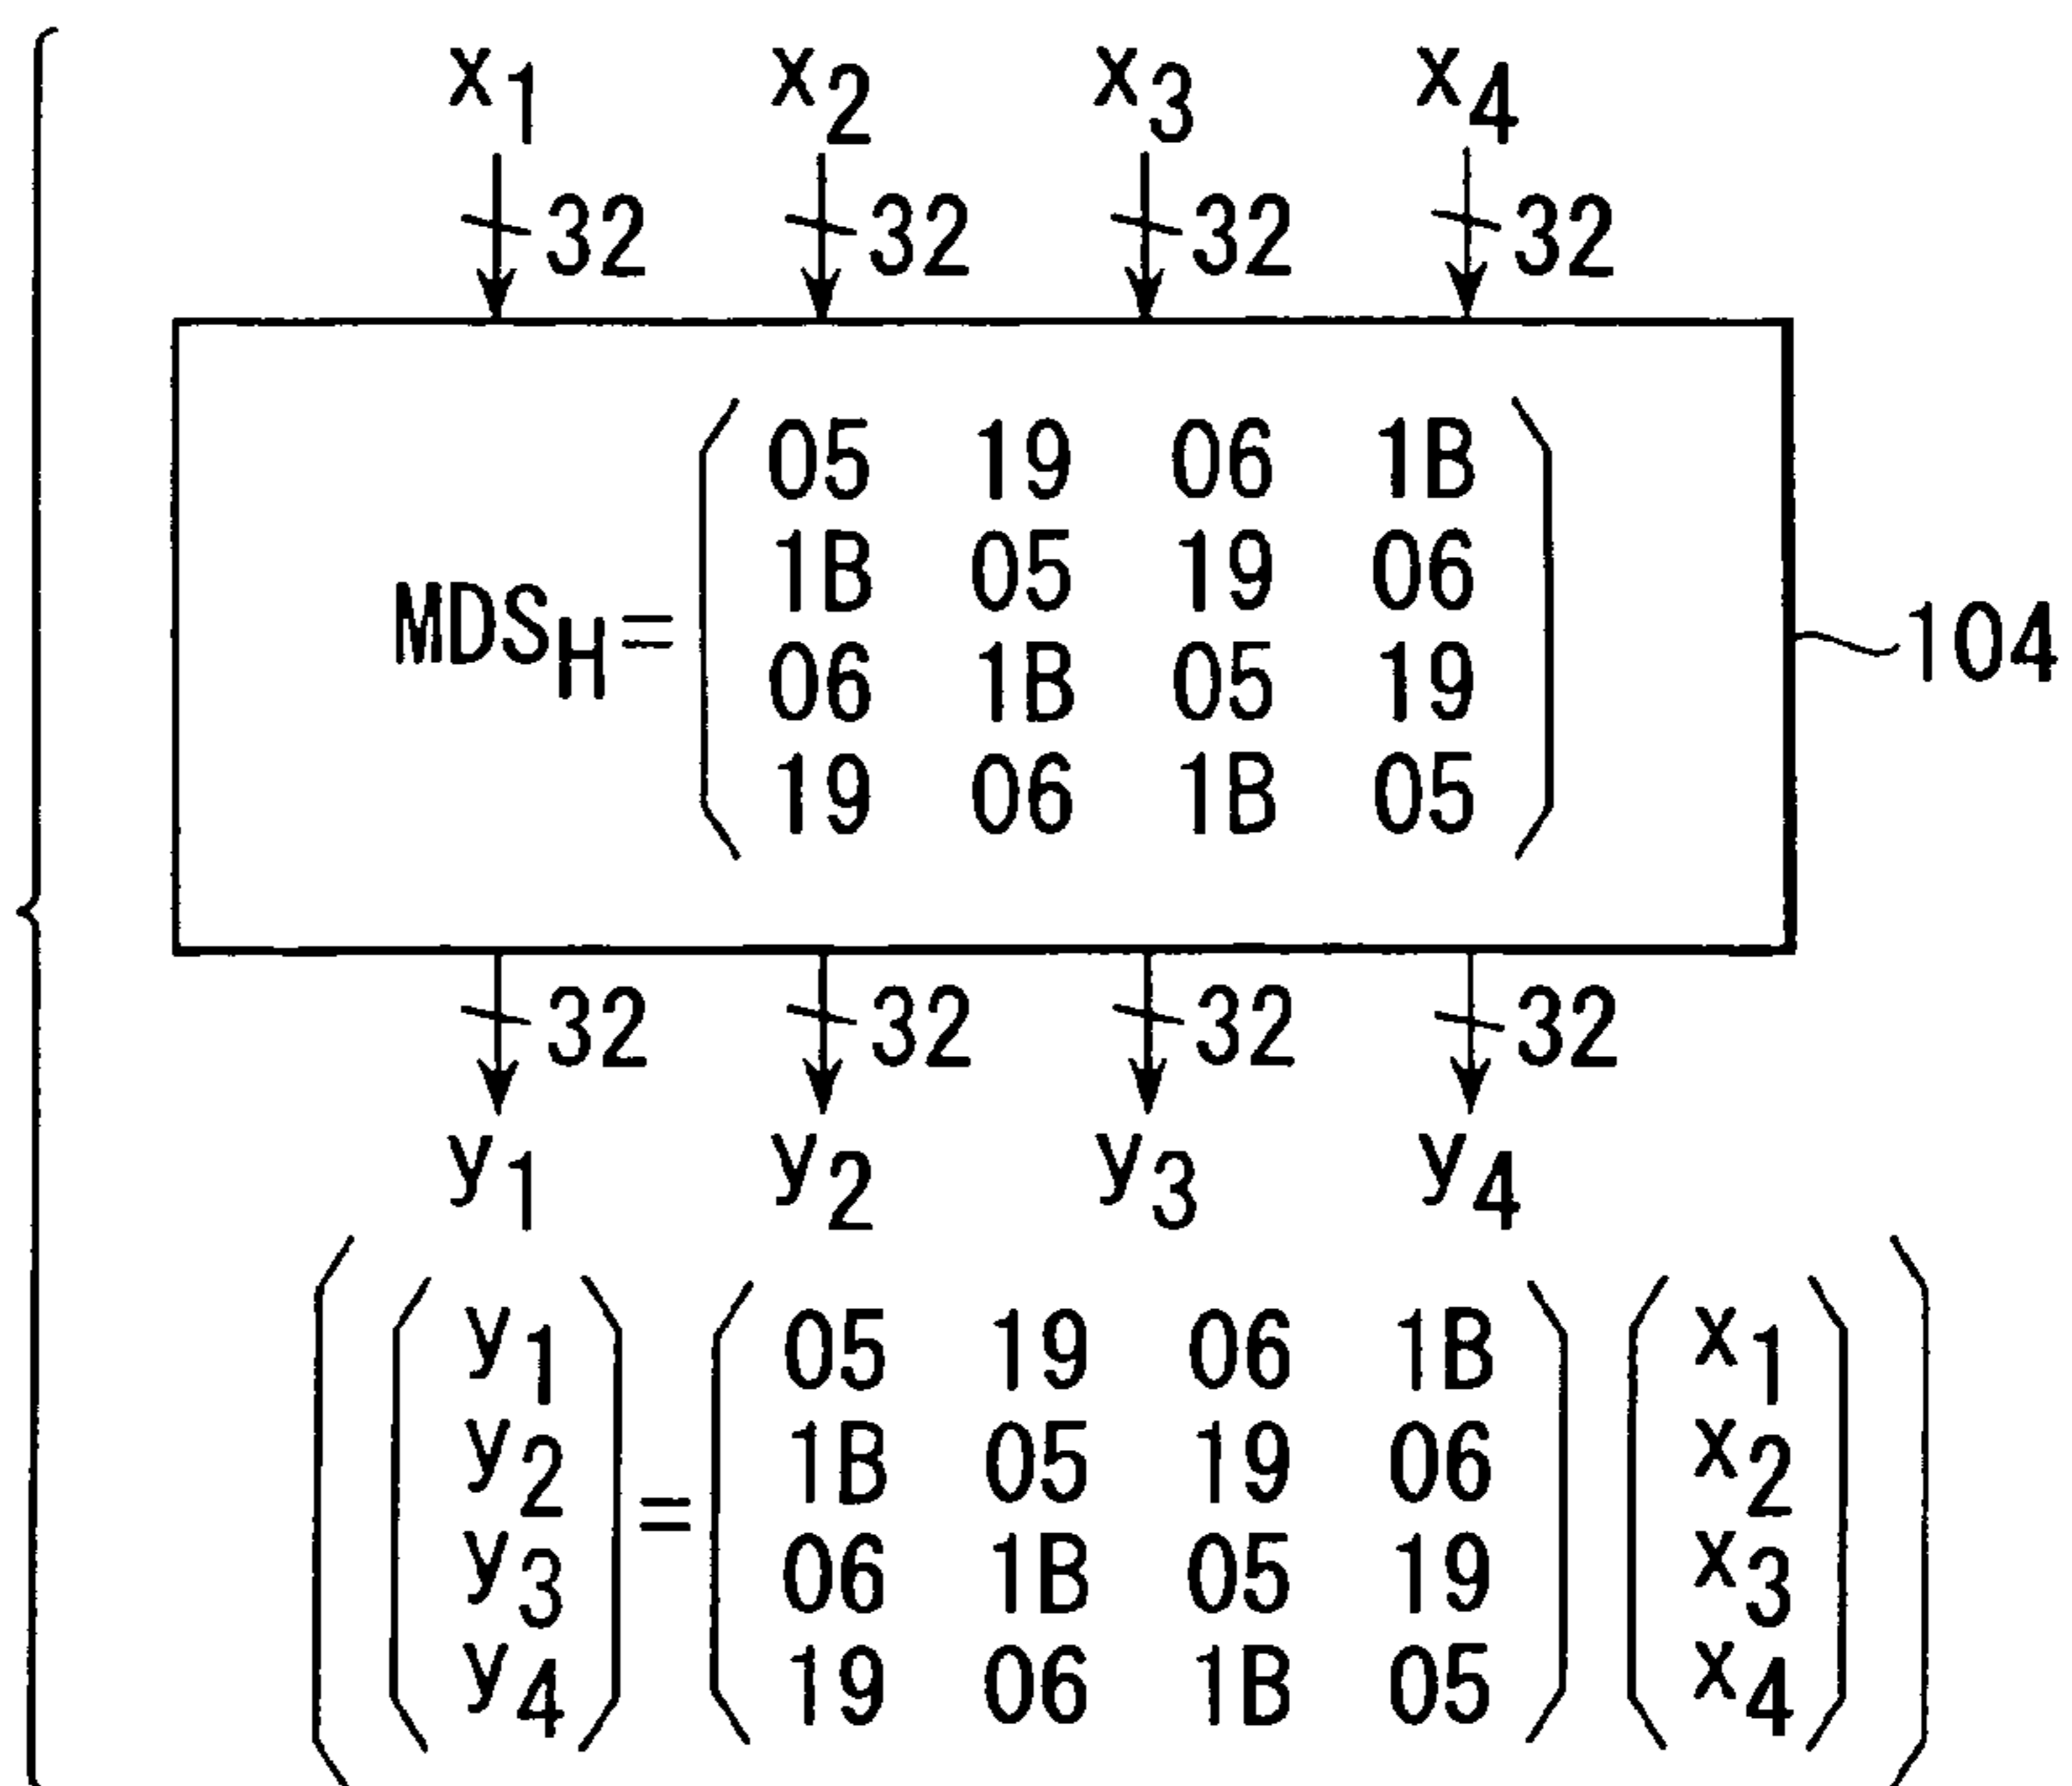 x1 x2 x3 x4
32 32 32 32
05 19 06 1B
1B 05 19 06
MDSH= 104
06 1B 05 19
19 06 1B 05
32 32 32 32
y1 y2 y3 y4
y1 05 19 06 1B x1
y2 1B 05 19 06 x2
=
y3 06 1B 05 19 x3
y4 19 06 1B 05 x4